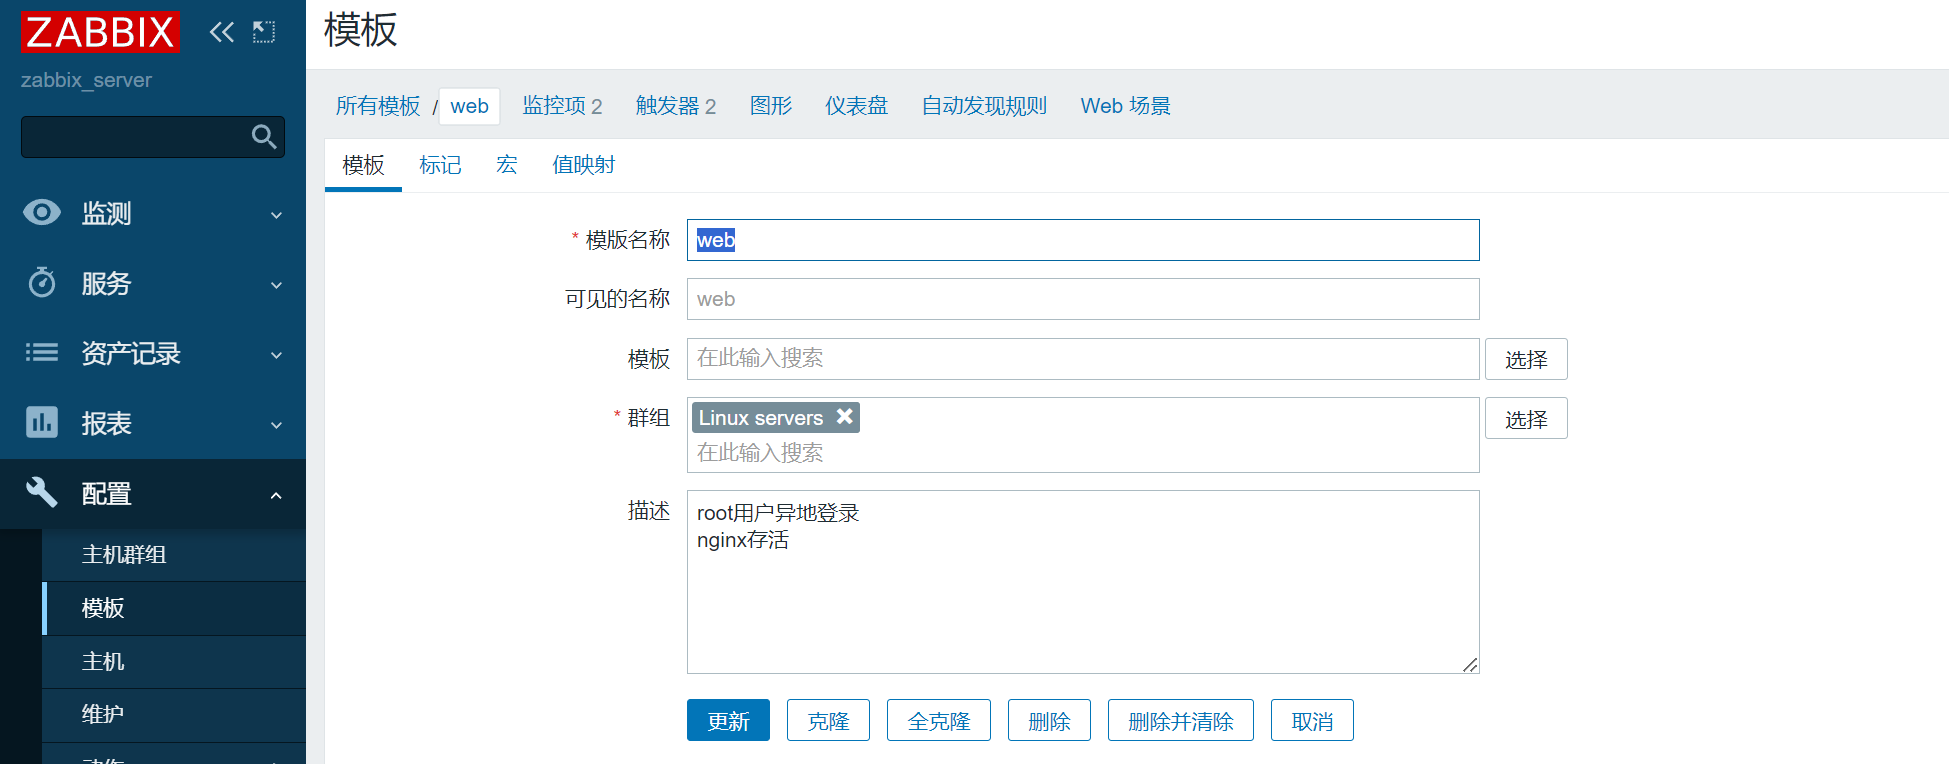 ZABBIX
zabbix_server
监测
服务
资产记录
报表
配置
主机群组
模板
主机
维护
动作
模板
所有模板 / web 监控项 2 触发器 2 图形 仪表盘 自动发现规则 Web 场景
模板 标记 宏 值映射
* 模版名称 web
可见的名称 web
模板 在此输入搜索 选择
* 群组 Linux servers 选择
在此输入搜索
描述 root用户异地登录
nginx存活
更新 克隆 全克隆 删除 删除并清除 取消